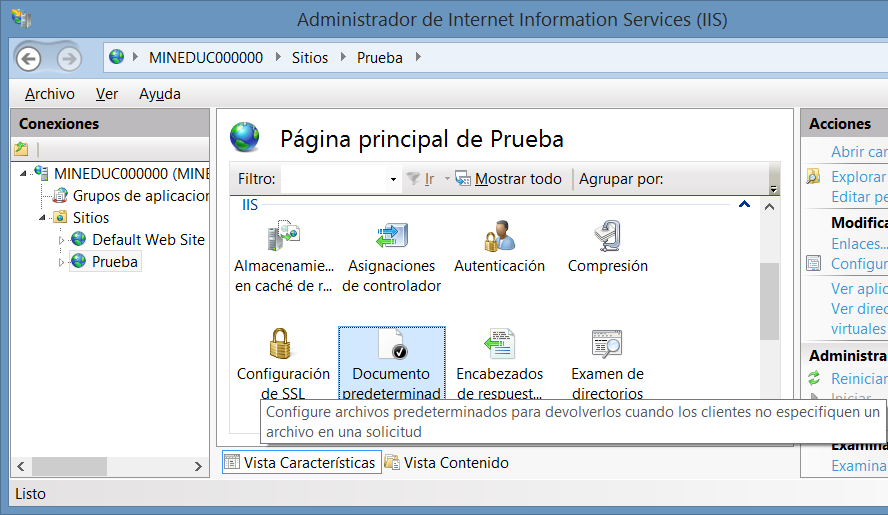 Administrador de Internet Information Services (IIS)
MINEDUC000000 Sitios Prueba
Archivo Ver Ayuda
Conexiones
MINEDUC000000 (MINE
Grupos de aplicacion
Sitios
Default Web Site
Prueba
Página principal de Prueba
Filtro: Ir Mostrar todo Agrupar por:
IIS
Almacenamie...
en caché de r...
Asignaciones
de controlador
Autenticación
Compresión
Configuración
de SSL
Documento
predeterminad
Encabezados
de respuest...
Examen de
directorios
Configure archivos predeterminados para devolverlos cuando los clientes no especifiquen un
archivo en una solicitud
Vista Características Vista Contenido
Acciones
Abrir car
Explorar
Editar pe
Modifica
Enlaces...
Configur
Ver aplic
Ver direc
virtuales
Administra
Reiniciar
Iniciar
Examina
Examina
Listo